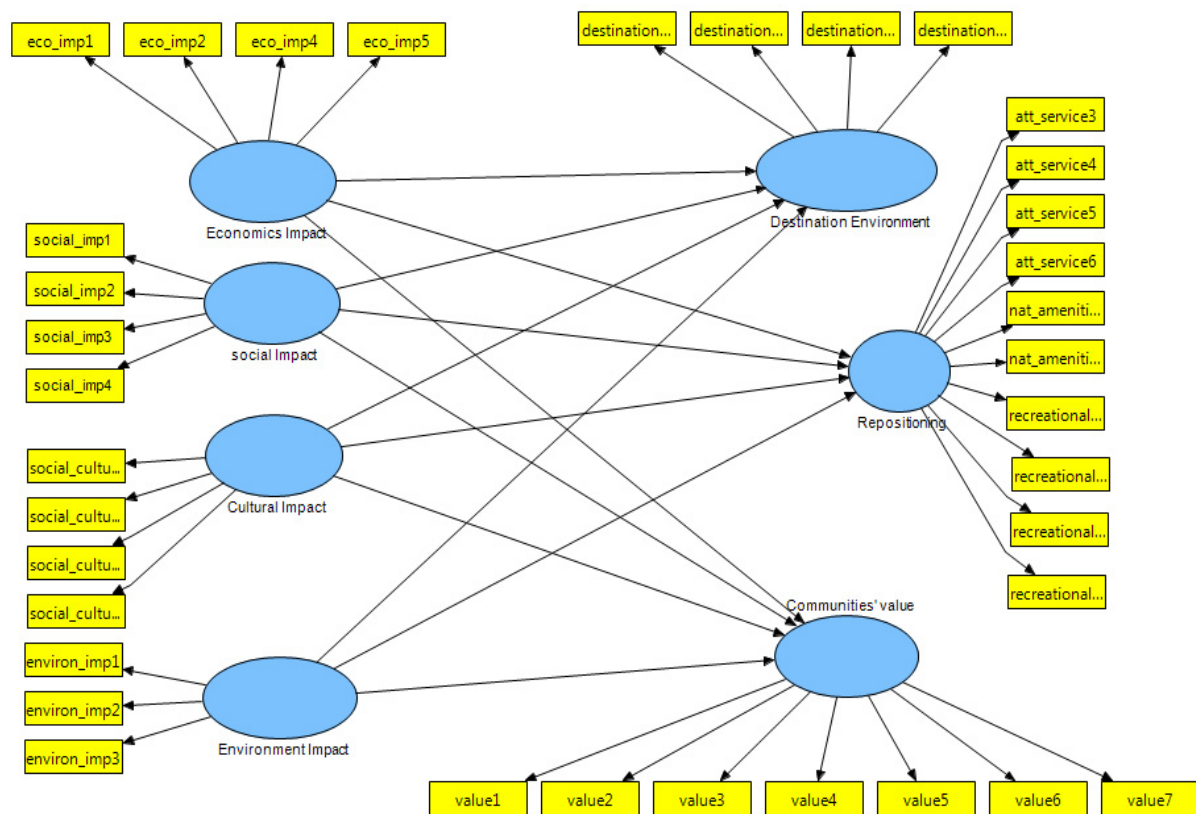 eco_imp1
eco_imp2
eco_imp4
eco_imp5
destination...
destination...
destination...
destination...
Economics Impact
Destination Environment
att_service3
att_service4
att_service5
att_service6
nat_ameniti...
nat_ameniti...
recreational...
recreational...
recreational...
recreational...
Repositioning
social_imp1
social_imp2
social_imp3
social_imp4
social Impact
social_cultu...
social_cultu...
social_cultu...
social_cultu...
Cultural Impact
Communities' value
environ_imp1
environ_imp2
environ_imp3
Environment Impact
value1
value2
value3
value4
value5
value6
value7